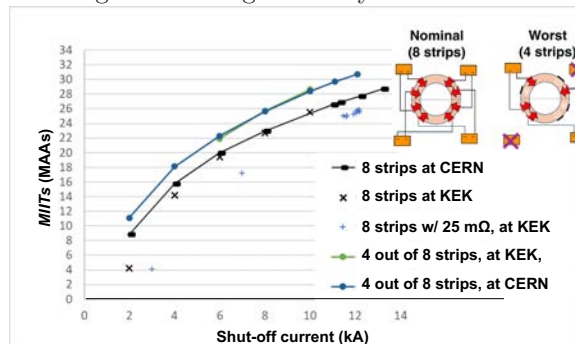 Nominal
(8 strips)
Worst
(4 strips)
MIITs (MAAs)
34
32
30
28
26
24
22
20
18
16
14
12
10
8
6
4
2
0
8 strips at CERN
8 strips at KEK
8 strips w/ 25 mΩ, at KEK
4 out of 8 strips, at KEK,
4 out of 8 strips, at CERN
0 2 4 6 8 10 12 14
Shut-off current (kA)